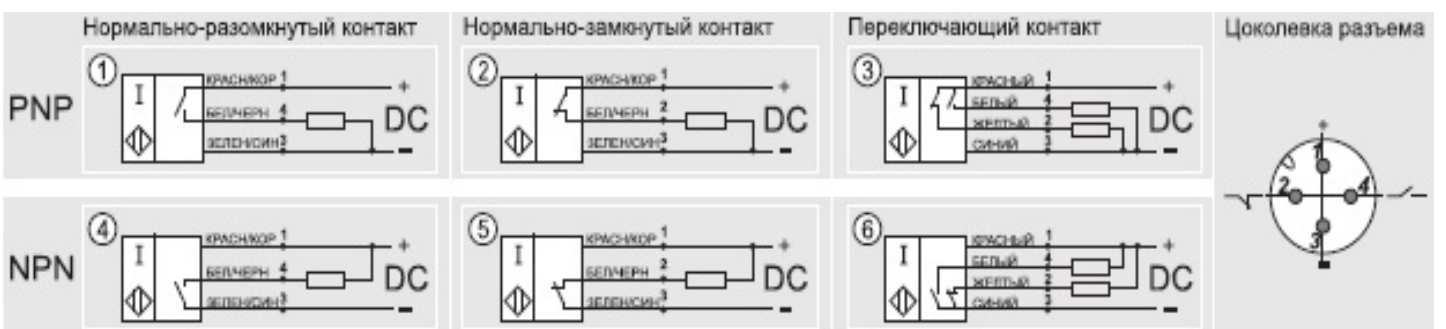 Нормально-разомкнутый контакт
Нормально-замкнутый контакт
Переключающий контакт
Цоколевка разъема
PNP
1
I
КРАСН/КОР 1
БЕЛ/ЧЕРН 4
ЗЕЛЕН/СИН 3
+
DC
-
2
I
КРАСН/КОР 1
БЕЛ/ЧЕРН 2
ЗЕЛЕН/СИН 3
+
DC
-
3
I
КРАСНЫЙ 1
БЕЛЫЙ 4
ЖЕЛТЫЙ 2
СИНИЙ 3
+
DC
-
NPN
4
I
КРАСН/КОР 1
БЕЛ/ЧЕРН 4
ЗЕЛЕН/СИН 3
+
DC
-
5
I
КРАСН/КОР 1
БЕЛ/ЧЕРН 2
ЗЕЛЕН/СИН 3
+
DC
-
6
I
КРАСНЫЙ 1
БЕЛЫЙ 4
ЖЕЛТЫЙ 2
СИНИЙ 3
+
DC
-
+
1
2
4
3
-